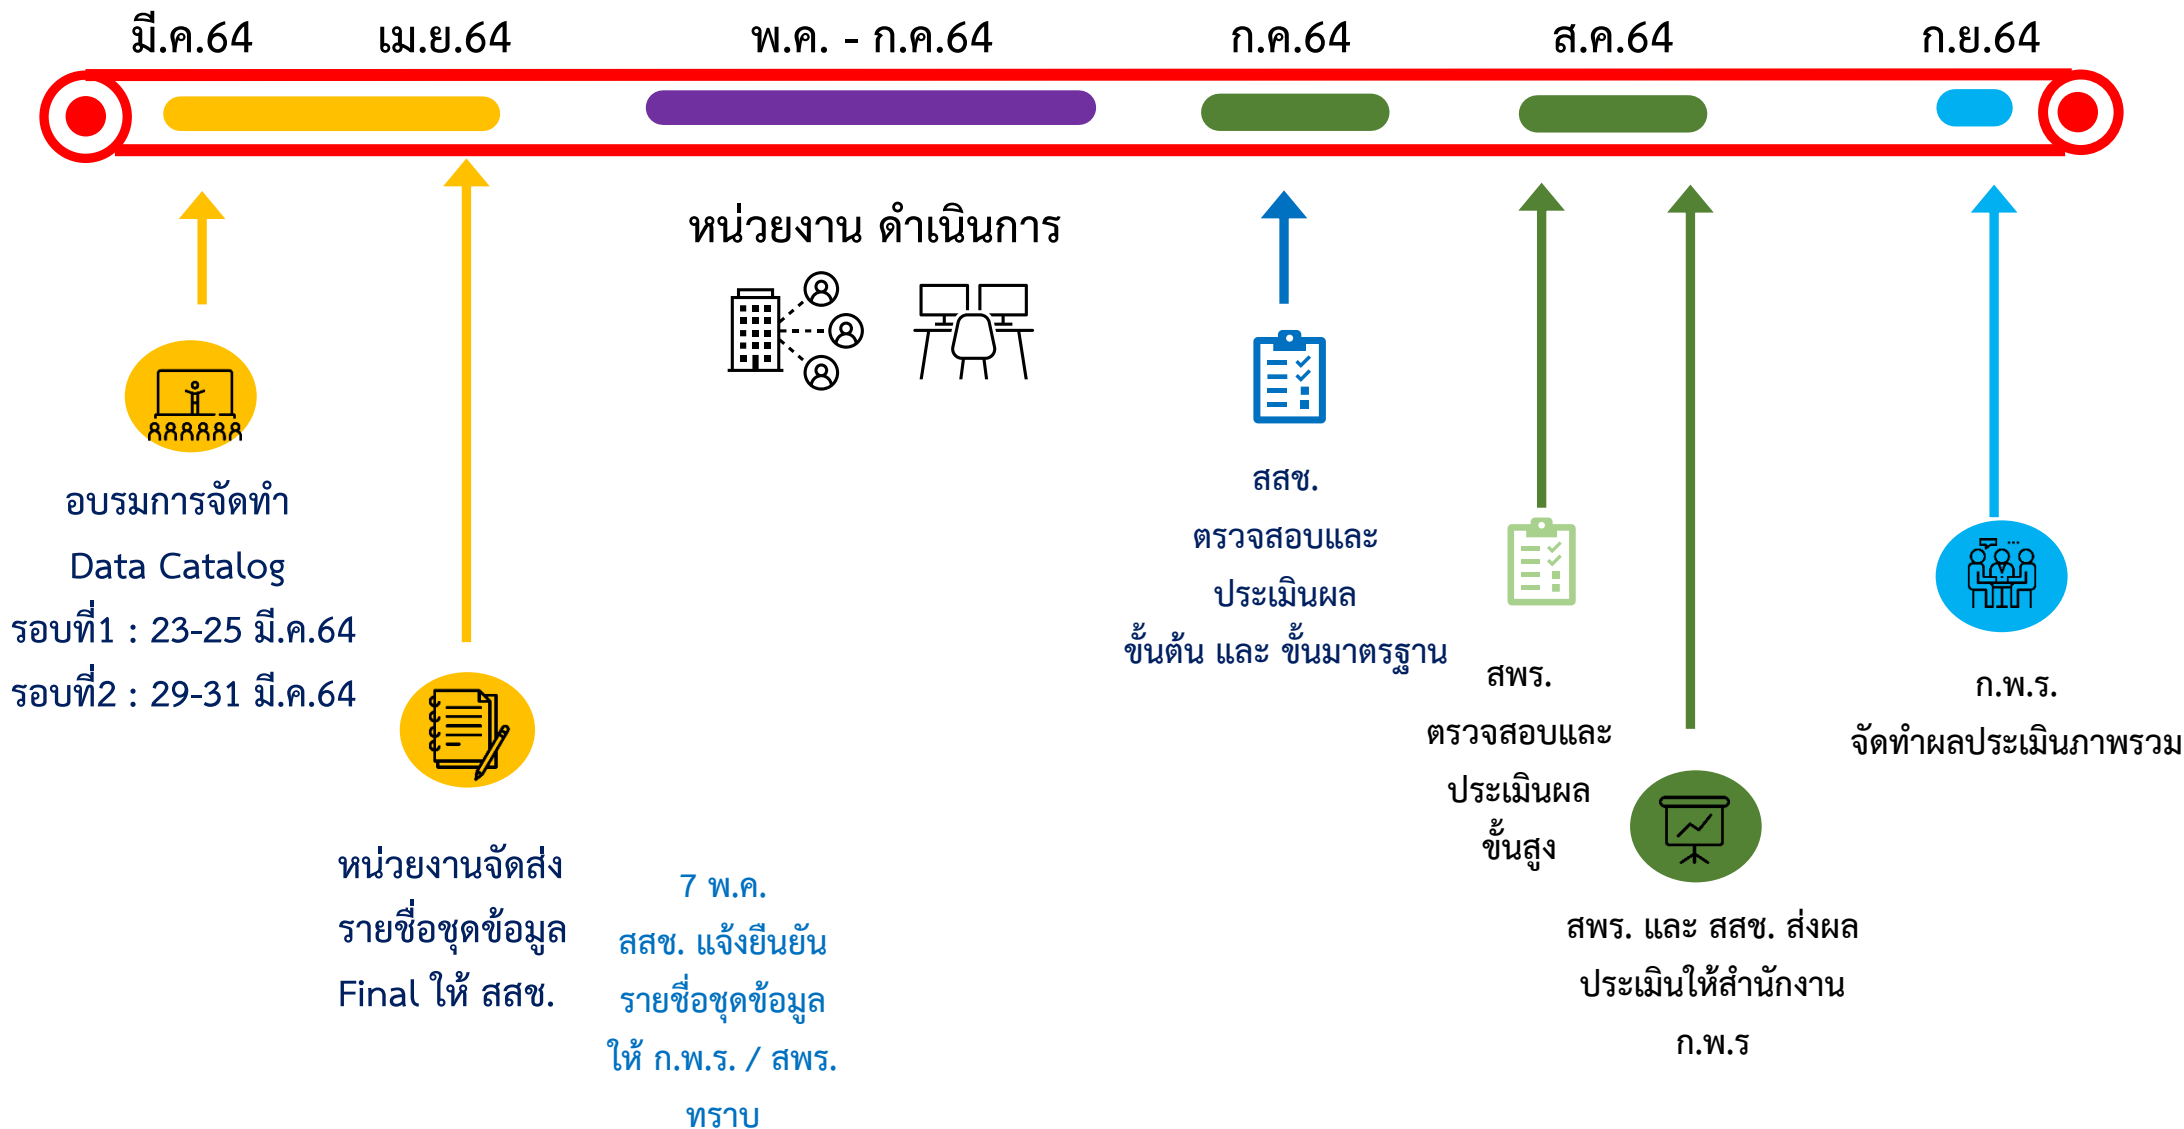 มี.ค.64
เม.ย.64
พ.ค. - ก.ค.64
ก.ค.64
ส.ค.64
ก.ย.64
หน่วยงาน ดำเนินการ
อบรมการจัดทำ
Data Catalog
รอบที่1 : 23-25 มี.ค.64
รอบที่2 : 29-31 มี.ค.64
หน่วยงานจัดส่ง
รายชื่อชุดข้อมูล
Final ให้ สสช.
7 พ.ค.
สสช. แจ้งยืนยัน
รายชื่อชุดข้อมูล
ให้ ก.พ.ร. / สพร.
ทราบ
สสช.
ตรวจสอบและ
ประเมินผล
ขั้นต้น และ ขั้นมาตรฐาน
สพร.
ตรวจสอบและ
ประเมินผล
ขั้นสูง
สพร. และ สสช. ส่งผล
ประเมินให้สำนักงาน
ก.พ.ร
ก.พ.ร.
จัดทำผลประเมินภาพรวม